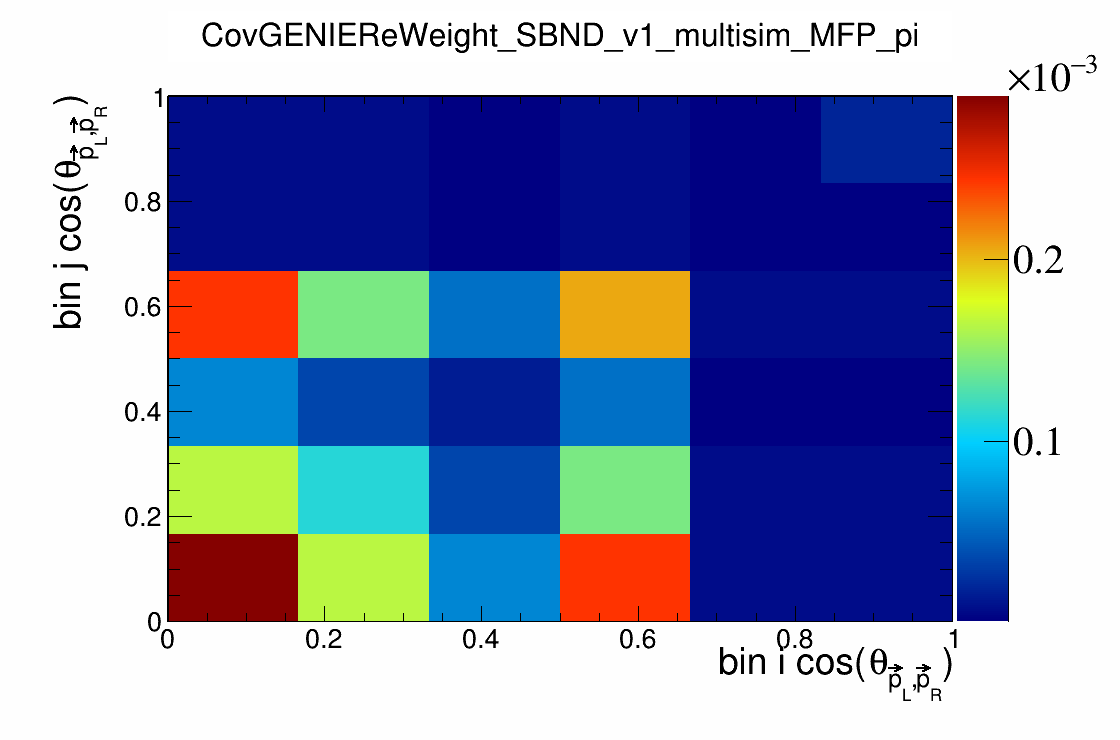 CovGENIEReWeight_SBND_v1_multisim_MFP_pi
×10⁻³
bin j cos(θ_{p⃗_L,p⃗_R})
1
0.8
0.6
0.4
0.2
0
0.2
0.1
0 0.2 0.4 0.6 0.8 1
bin i cos(θ_{p⃗_L,p⃗_R})